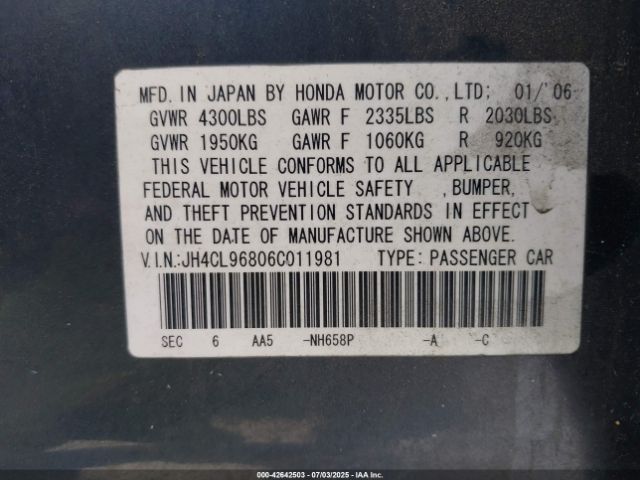 MFD. IN JAPAN BY HONDA MOTOR CO.,LTD; 01/'06
GVWR 4300LBS GAWR F 2335LBS R 2030LBS
GVWR 1950KG GAWR F 1060KG R 920KG
THIS VEHICLE CONFORMS TO ALL APPLICABLE
FEDERAL MOTOR VEHICLE SAFETY ,BUMPER,
AND THEFT PREVENTION STANDARDS IN EFFECT
ON THE DATE OF MANUFACTURE SHOWN ABOVE.
V.I.N:JH4CL96806C011981 TYPE: PASSENGER CAR
SEC 6 AA5 -NH658P -A -C
000-42642503 - 07/03/2025 - IAA Inc.